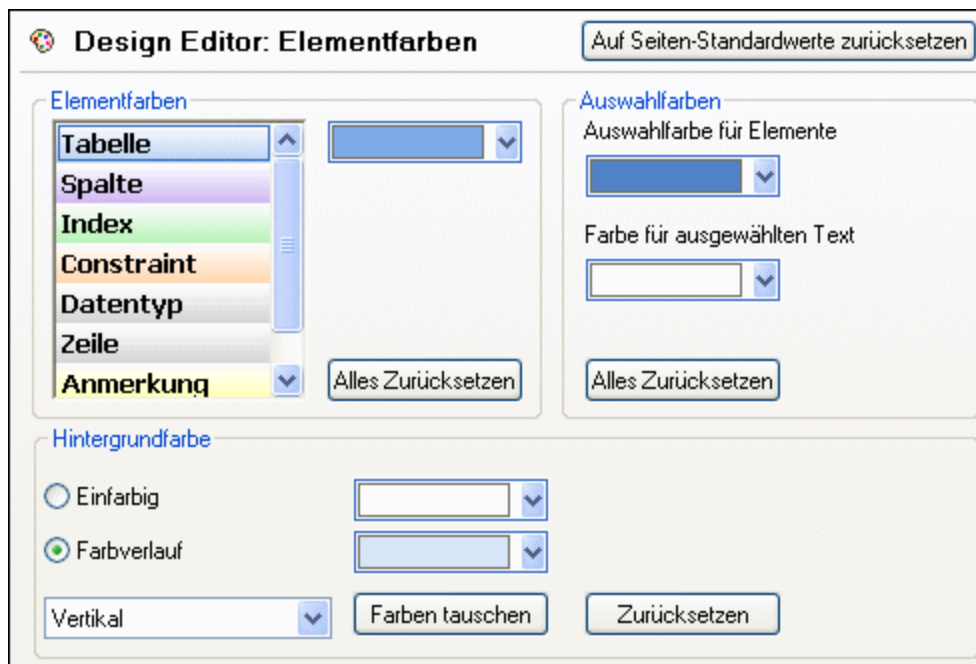 Design Editor: Elementfarben
Auf Seiten-Standardwerte zurücksetzen
Elementfarben
Tabelle
Spalte
Index
Constraint
Datentyp
Zeile
Anmerkung
Alles Zurücksetzen
Auswahlfarben
Auswahlfarbe für Elemente
Farbe für ausgewählten Text
Alles Zurücksetzen
Hintergrundfarbe
Einfarbig
Farbverlauf
Vertikal
Farben tauschen
Zurücksetzen